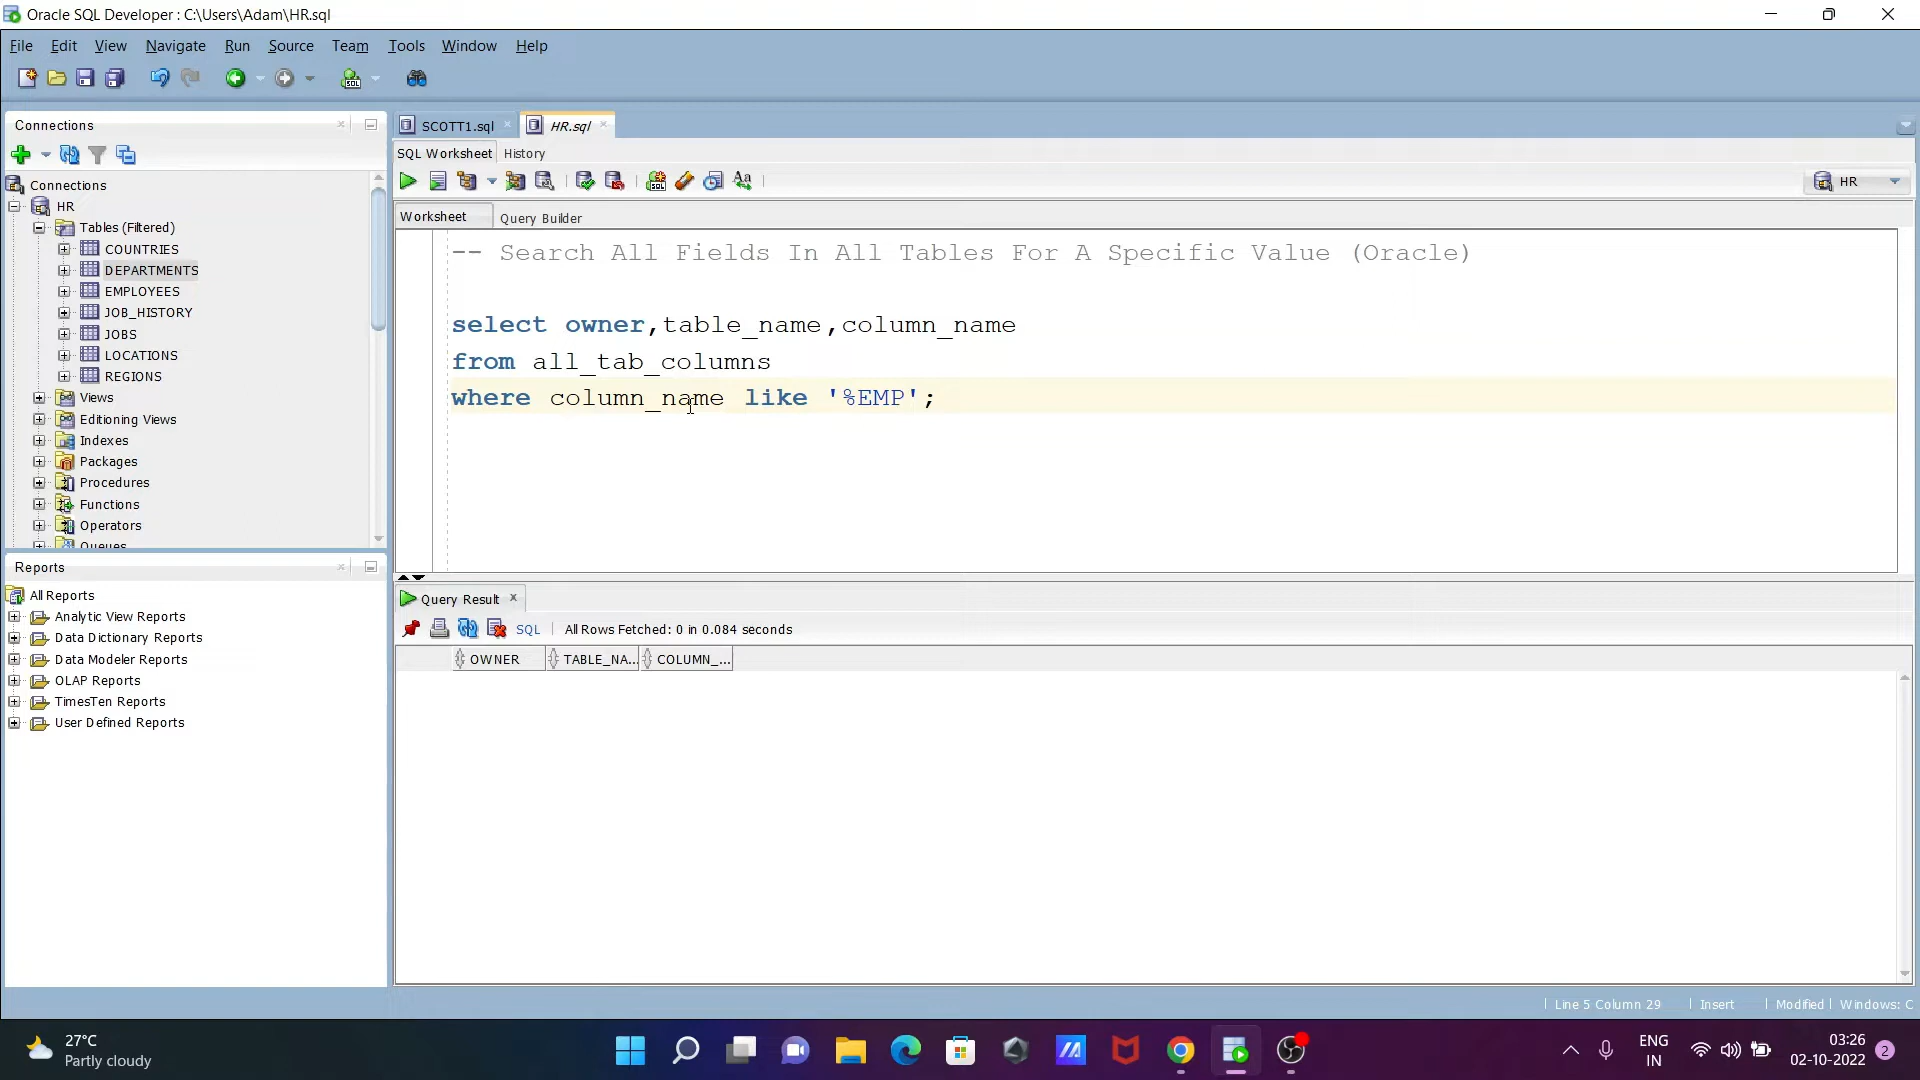 Oracle SQL Developer : C:\Users\Adam\HR.sql
File Edit View Navigate Run Source Team Tools Window Help
Connections
SCOTT1.sql HR.sql
SQL Worksheet History
Connections
HR
HR
Tables (Filtered)
COUNTRIES
DEPARTMENTS
EMPLOYEES
JOB_HISTORY
JOBS
LOCATIONS
REGIONS
Views
Editioning Views
Indexes
Packages
Procedures
Functions
Operators
Queues
Worksheet Query Builder
-- Search All Fields In All Tables For A Specific Value (Oracle)
select owner,table_name,column_name
from all_tab_columns
where column_name like '%EMP';
Reports
All Reports
Analytic View Reports
Data Dictionary Reports
Data Modeler Reports
OLAP Reports
TimesTen Reports
User Defined Reports
Query Result
SQL All Rows Fetched: 0 in 0.084 seconds
OWNER TABLE_NA... COLUMN_...
Line 5 Column 29 Insert Modified Windows: C
27°C
Partly cloudy
ENG
IN
03:26
02-10-2022
2